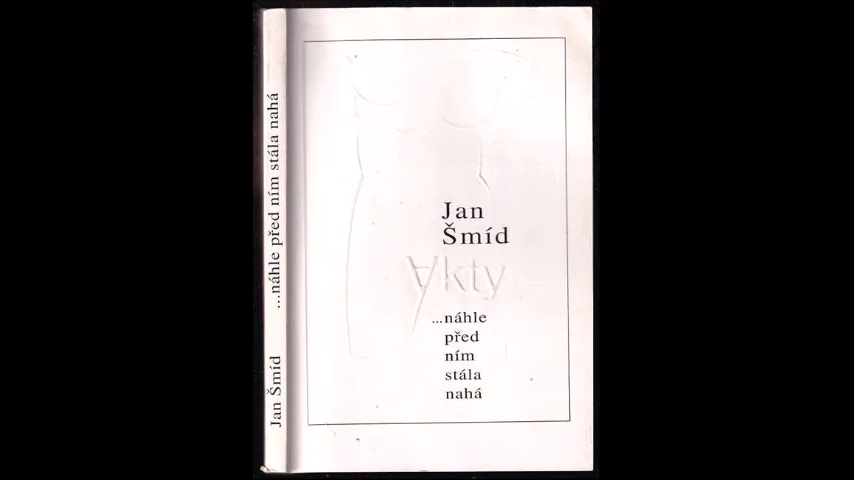 Jan Šmíd
...náhle před ním stála nahá
Jan
Šmíd
Akty
...náhle
před
ním
stála
nahá